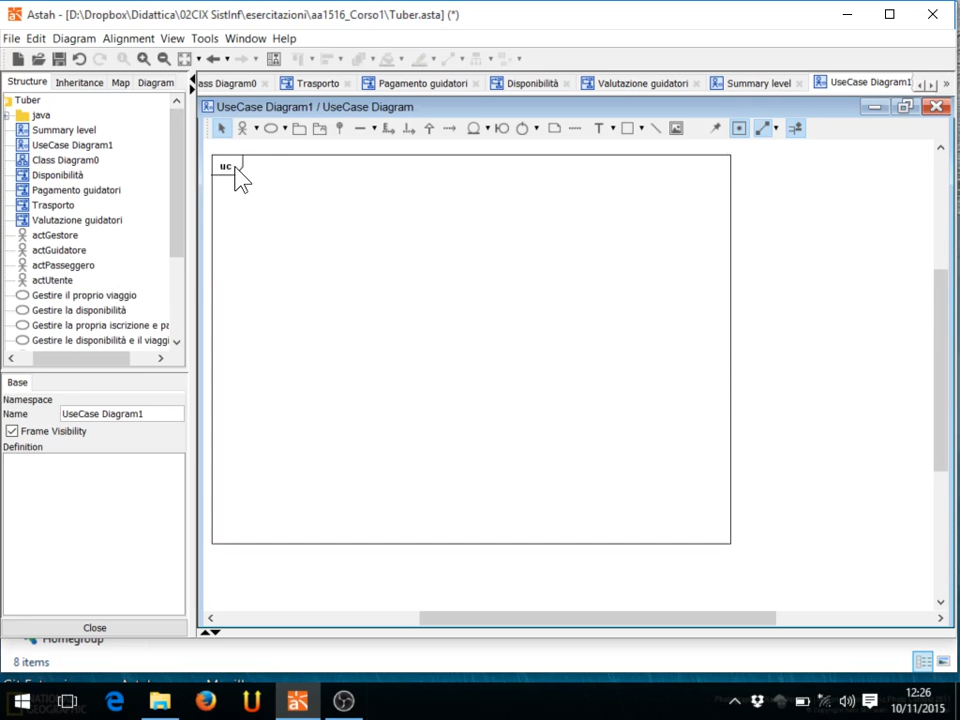 Astah - [D:\Dropbox\Didattica\02CIX SistInf\esercitazioni\aa1516_Corso1\Tuber.asta] (*)
File Edit Diagram Alignment View Tools Window Help
Structure Inheritance Map Diagram
ass Diagram0 Trasporto Pagamento guidatori Disponibilità Valutazione guidatori Summary level UseCase Diagram1
UseCase Diagram1 / UseCase Diagram
Tuber
java
Summary level
UseCase Diagram1
Class Diagram0
Disponibilità
Pagamento guidatori
Trasporto
Valutazione guidatori
actGestore
actGuidatore
actPasseggero
actUtente
Gestire il proprio viaggio
Gestire la disponibilità
Gestire la propria iscrizione e pa
Gestire le disponibilità e il viaggi
uc
Base
Namespace
Name UseCase Diagram1
Frame Visibility
Definition
Close
Homegroup
8 items
12:26
10/11/2015